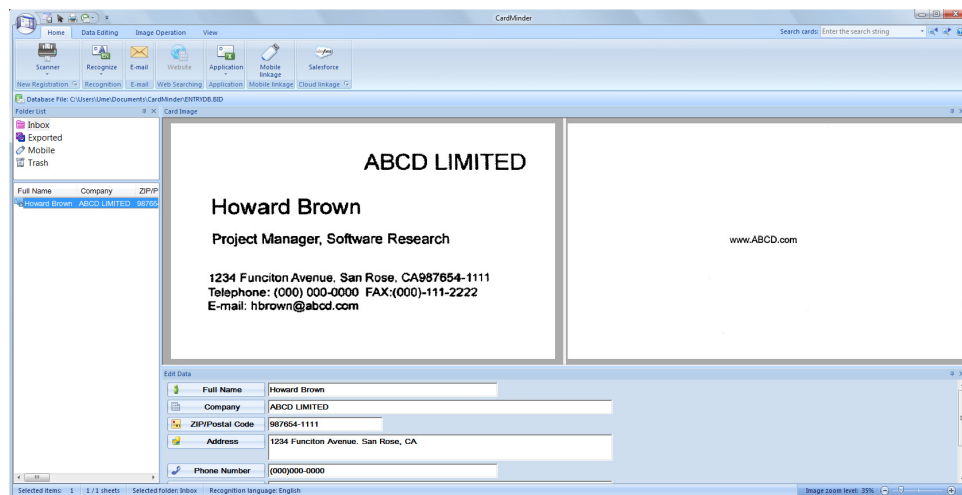 CardMinder
Home Data Editing Image Operation View
Search cards: Enter the search string
Scanner Recognize E-mail Website Application Mobile linkage Salesforce
New Registration Recognition E-mail Web Searching Application Mobile linkage Cloud linkage
Database File: C:\Users\Ume\Documents\CardMinder\ENTRYDB.BID
Folder List
Card Image
Inbox
Exported
Mobile
Trash
Full Name Company ZIP/P
Howard Brown ABCD LIMITED 98765
ABCD LIMITED
Howard Brown
Project Manager, Software Research
1234 Funciton Avenue, San Rose, CA987654-1111
Telephone: (000) 000-0000 FAX:(000)-111-2222
E-mail: hbrown@abcd.com
www.ABCD.com
Edit Data
Full Name Howard Brown
Company ABCD LIMITED
ZIP/Postal Code 987654-1111
Address 1234 Funciton Avenue. San Rose, CA
Phone Number (000)000-0000
Selected items: 1 1 / 1 sheets Selected folder: Inbox Recognition language: English Image zoom level: 35%